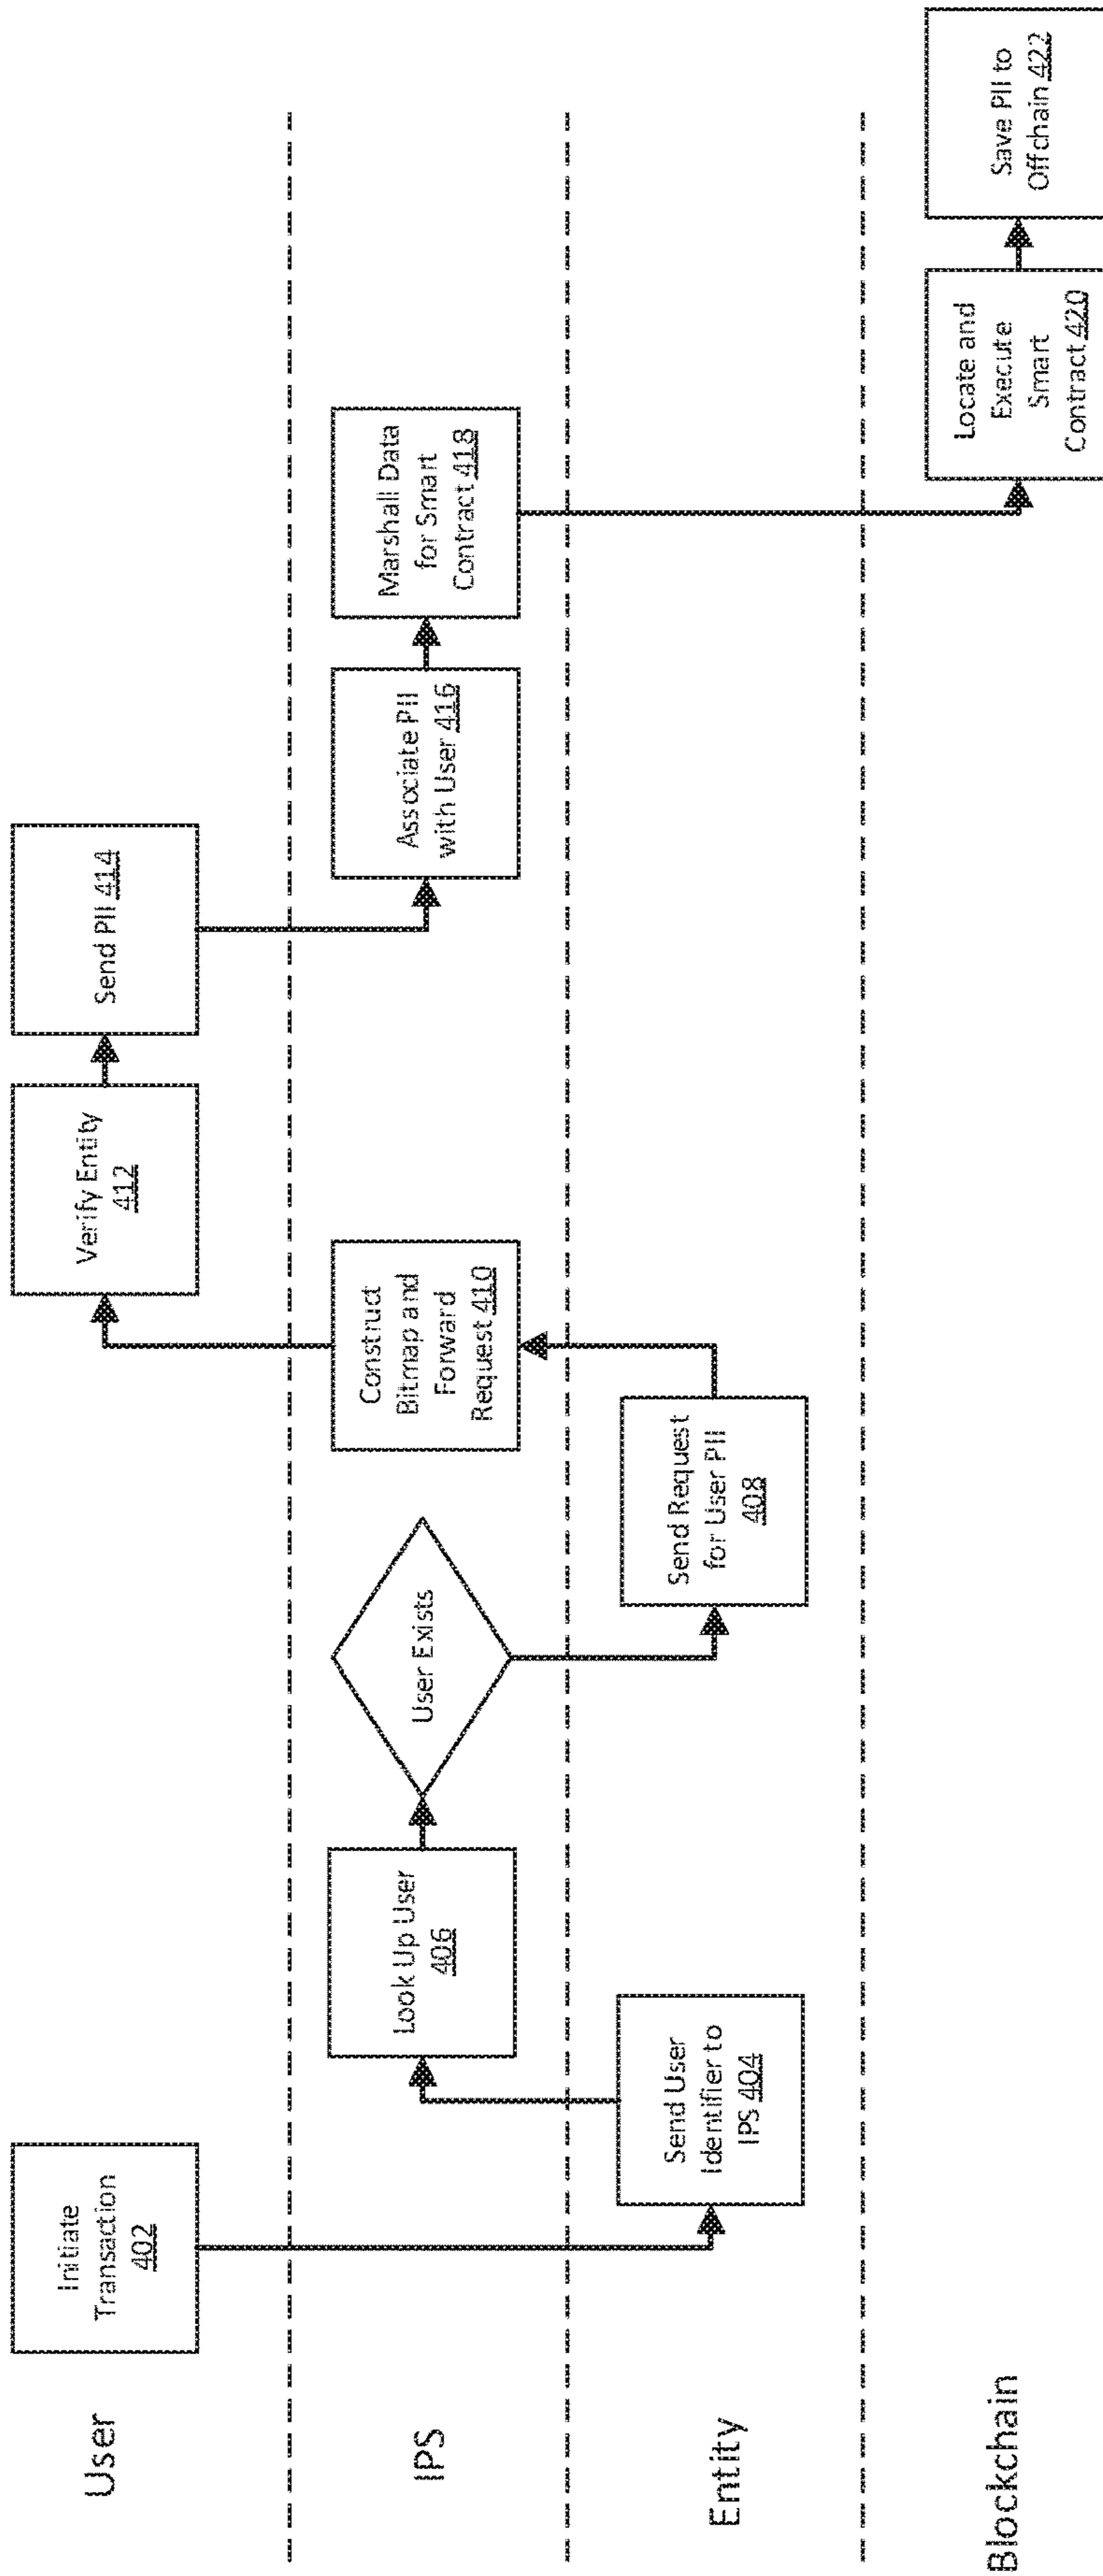 User
Initiate
Transaction
402
Verify Entity
412
Send PII 414
IPS
Look Up User
406
User Exists
Construct
Bitmap and
Forward
Request 410
Associate PII
with User 416
Marshall Data
for Smart
Contract 418
Entity
Send User
Identifier to
IPS 404
Send Request
for User PII
408
Blockchain
Locate and
Execute
Smart
Contract 420
Save PII to
Offchain 422